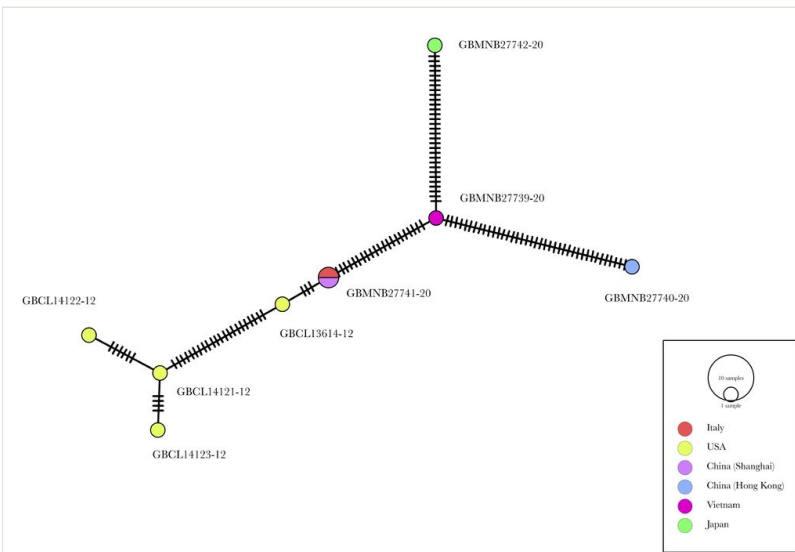 GBMNB27742-20
GBMNB27739-20
GBMNB27741-20
GBMNB27740-20
GBCL14122-12
GBCL13614-12
GBCL14121-12
GBCL14123-12
10 samples
1 sample
Italy
USA
China (Shanghai)
China (Hong Kong)
Vietnam
Japan